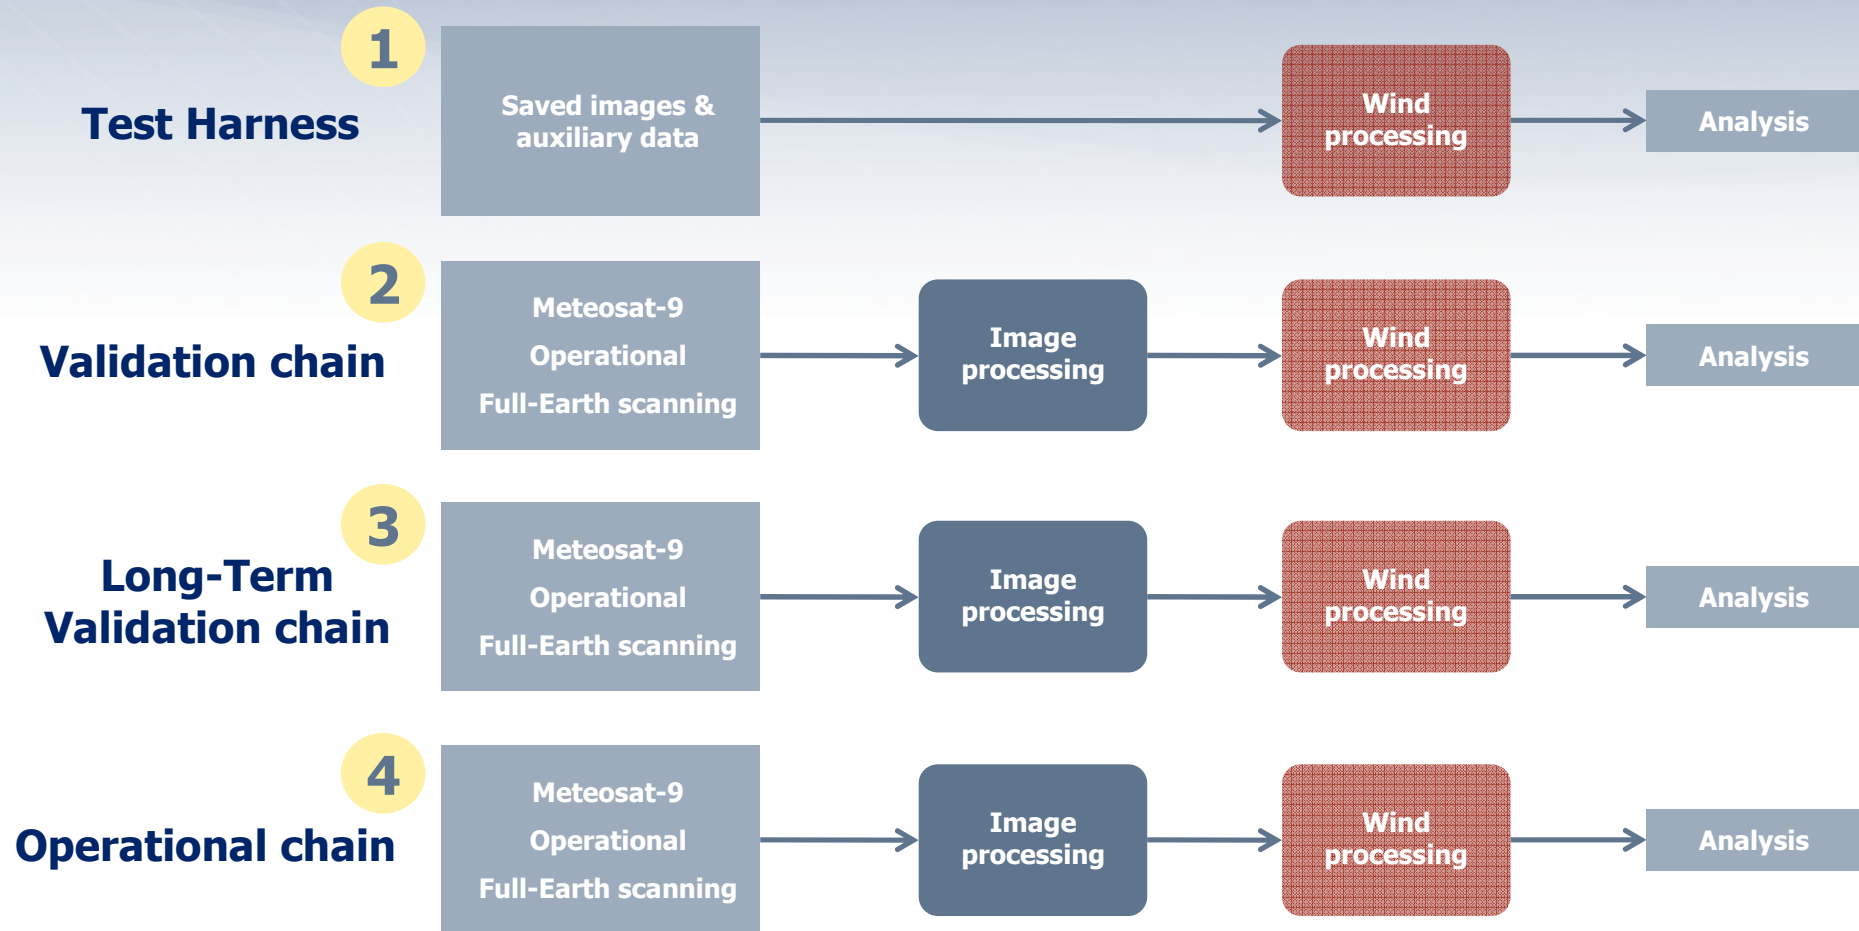 1
Test Harness
Saved images &
auxiliary data
Wind
processing
Analysis
2
Validation chain
Meteosat-9
Operational
Full-Earth scanning
Image
processing
Wind
processing
Analysis
3
Long-Term
Validation chain
Meteosat-9
Operational
Full-Earth scanning
Image
processing
Wind
processing
Analysis
4
Operational chain
Meteosat-9
Operational
Full-Earth scanning
Image
processing
Wind
processing
Analysis